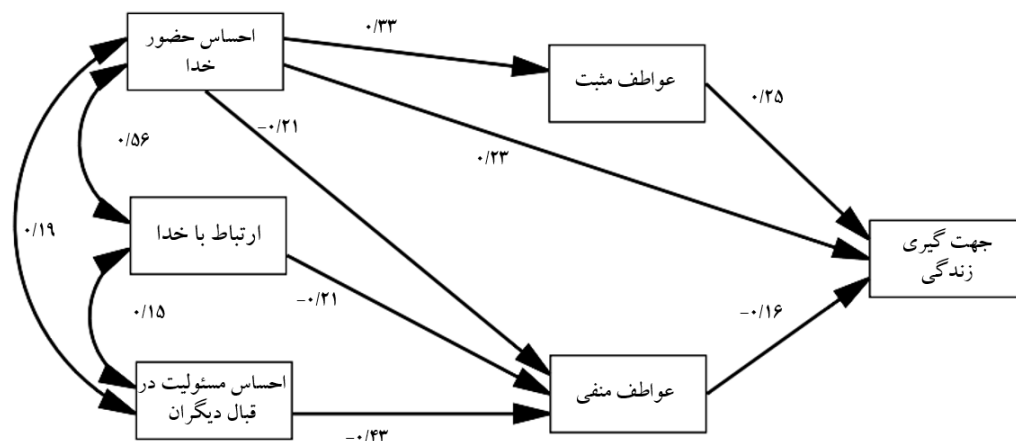 احساس حضور
خدا
۰/۳۳
عواطف مثبت
۰/۲۵
-۰/۲۱
۰/۲۳
۰/۵۶
ارتباط با خدا
۰/۱۹
جهت گیری
زندگی
-۰/۲۱
۰/۱۵
-۰/۱۶
احساس مسئولیت در
قبال دیگران
عواطف منفی
-۰/۴۳